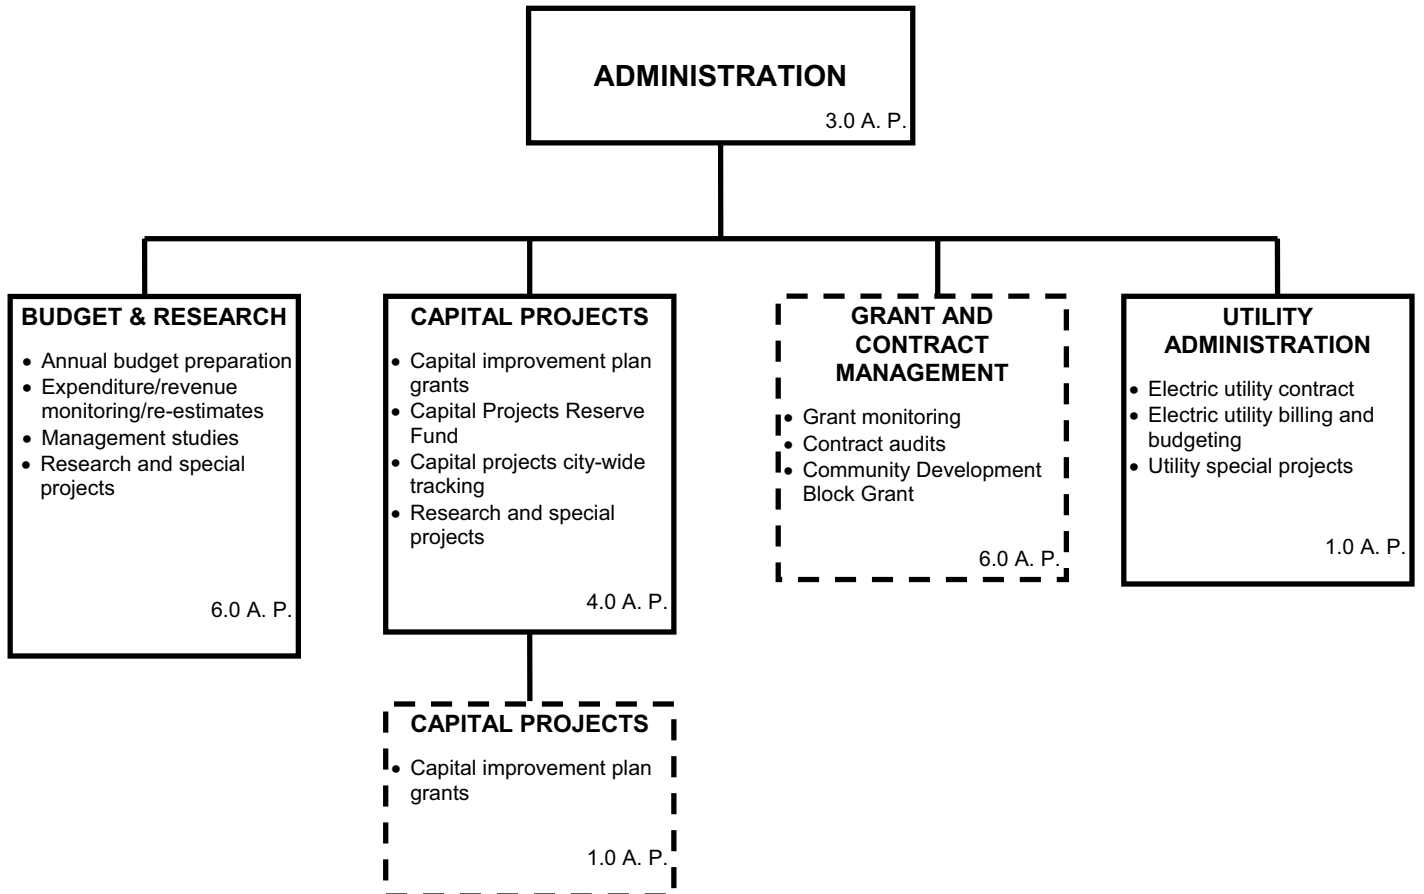 ADMINISTRATION
3.0 A. P.
BUDGET & RESEARCH
• Annual budget preparation
• Expenditure/revenue
monitoring/re-estimates
• Management studies
• Research and special
projects
6.0 A. P.
CAPITAL PROJECTS
• Capital improvement plan
grants
• Capital Projects Reserve
Fund
• Capital projects city-wide
tracking
• Research and special
projects
4.0 A. P.
CAPITAL PROJECTS
• Capital improvement plan
grants
1.0 A. P.
GRANT AND
CONTRACT
MANAGEMENT
• Grant monitoring
• Contract audits
• Community Development
Block Grant
6.0 A. P.
UTILITY
ADMINISTRATION
• Electric utility contract
• Electric utility billing and
budgeting
• Utility special projects
1.0 A. P.